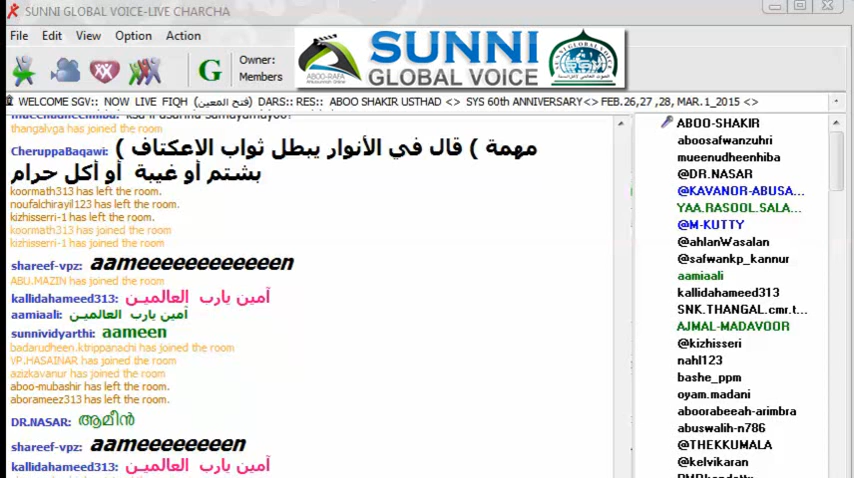 SUNNI GLOBAL VOICE-LIVE CHARCHA
File Edit View Option Action
G
Owner:
Members
ABOO-RAFA
SUNNI
GLOBAL VOICE
WELCOME SGV:: NOW LIVE FIQH (فتح المعين) DARS:: RES:: ABOO SHAKIR USTHAD <> SYS 60th ANNIVERSARY<> FEB.26,27 ,28, MAR.1_2015 <>
thangalvga has joined the room
CheruppaBaqawi: مهمة ) قال في الأنوار يبطل ثواب الاعتكاف )
بشتم أو غيبة أو أكل حرام
koormath313 has left the room.
noufalchirayil123 has left the room.
kizhisserri-1 has left the room.
koormath313 has joined the room
kizhisserri-1 has joined the room
shareef-vpz: aameeeeeeeeeeeen
ABU.MAZIN has joined the room
kallidahameed313: آمين يارب العالميـن
aamiaali: آمين يارب العالميـن
sunnividyarthi: aameen
badarudheen.ktrippanachi has joined the room
VP.HASAINAR has joined the room
azizkavanur has joined the room
aboo-mubashir has left the room.
aborameez313 has left the room.
DR.NASAR: ആമീൻ
shareef-vpz: aameeeeeeeeen
kallidahameed313: آمين يارب العالميـن
ABOO-SHAKIR
aboosafwanzuhri
mueenudheenhiba
@DR.NASAR
@KAVANOR-ABUSA...
YAA.RASOOL.SALA...
@M-KUTTY
@ahlanWasalan
@safwankp_kannur
aamiaali
kallidahameed313
SNK.THANGAL.cmr.t...
AJMAL-MADAVOOR
@kizhisseri
nahl123
bashe_ppm
oyam.madani
aboorabeeah-arimbra
abuswalih-n786
@THEKKUMALA
@kelvikaran